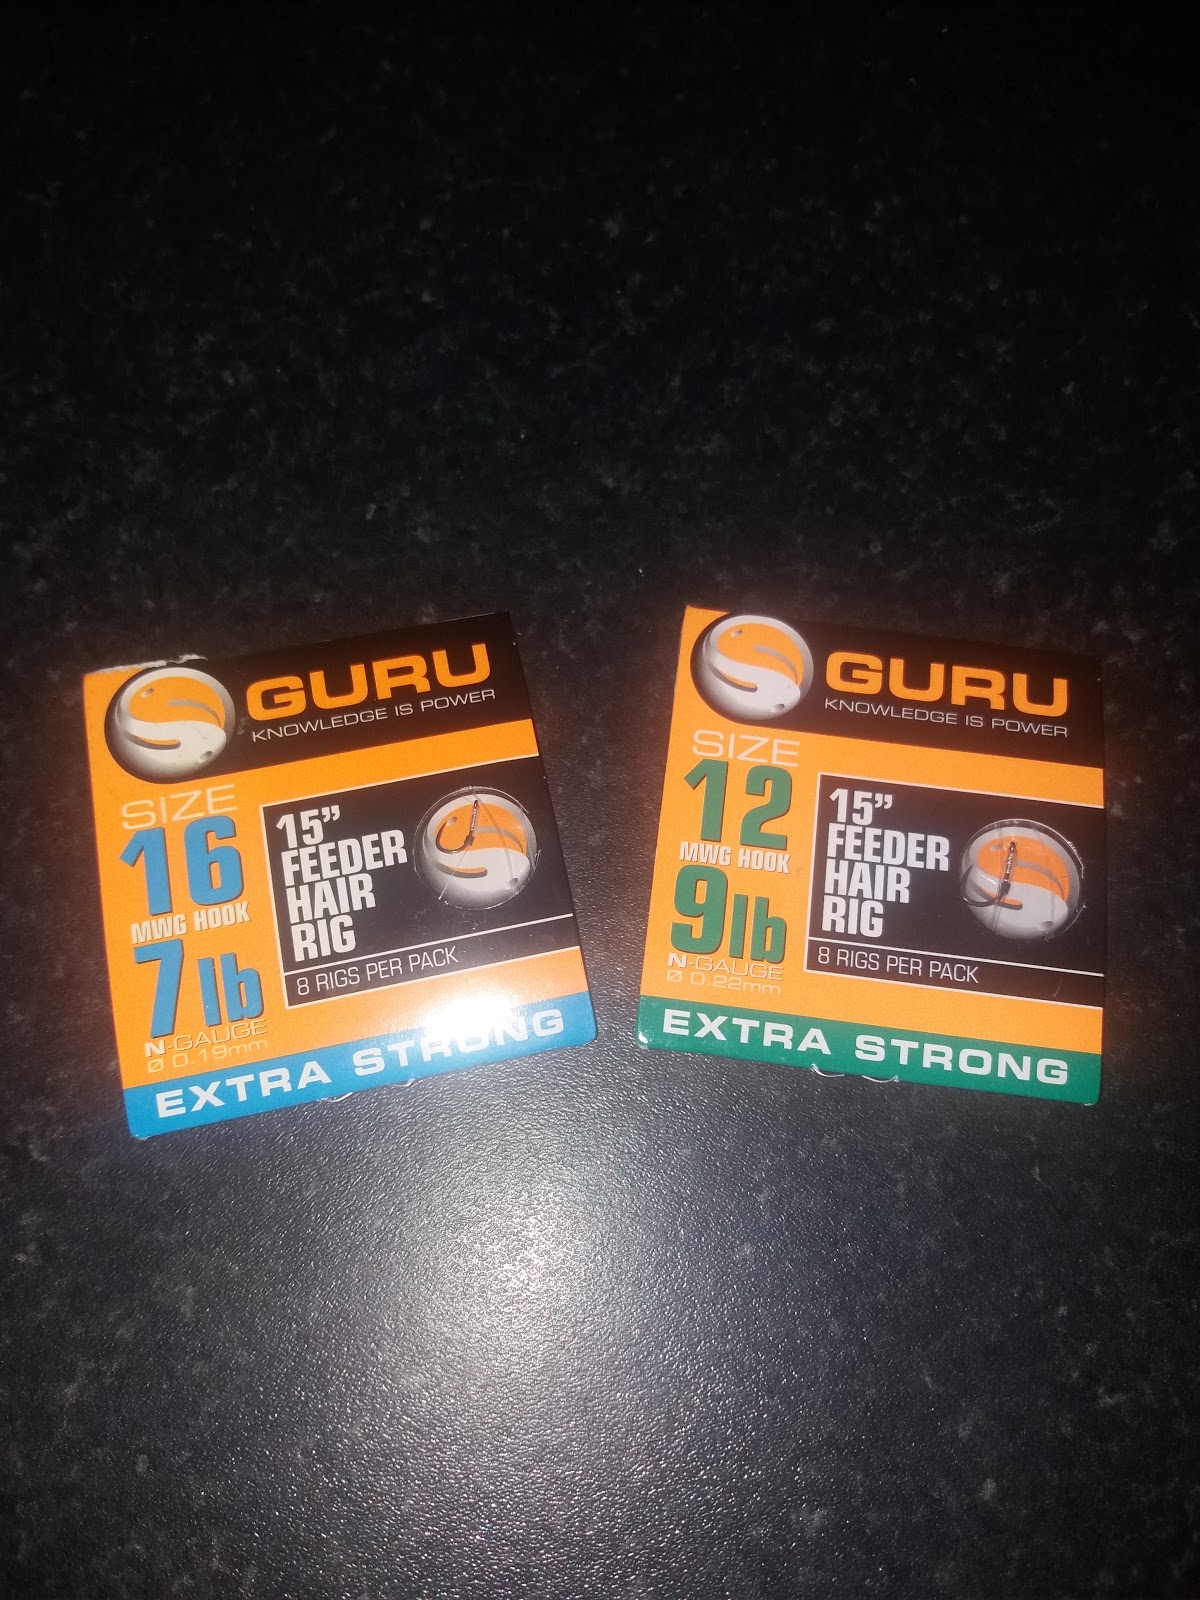 GURU
KNOWLEDGE IS POWER
SIZE
16
MWG HOOK
7lb
N-GAUGE
Ø 0.19mm
15”
FEEDER
HAIR
RIG
8 RIGS PER PACK
EXTRA STRONG
GURU
KNOWLEDGE IS POWER
SIZE
12
MWG HOOK
9lb
N-GAUGE
Ø 0.22mm
15”
FEEDER
HAIR
RIG
8 RIGS PER PACK
EXTRA STRONG